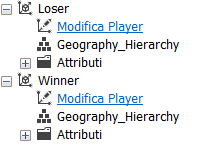 Loser
Modifica Player
Geography_Hierarchy
Attributi
Winner
Modifica Player
Geography_Hierarchy
Attributi